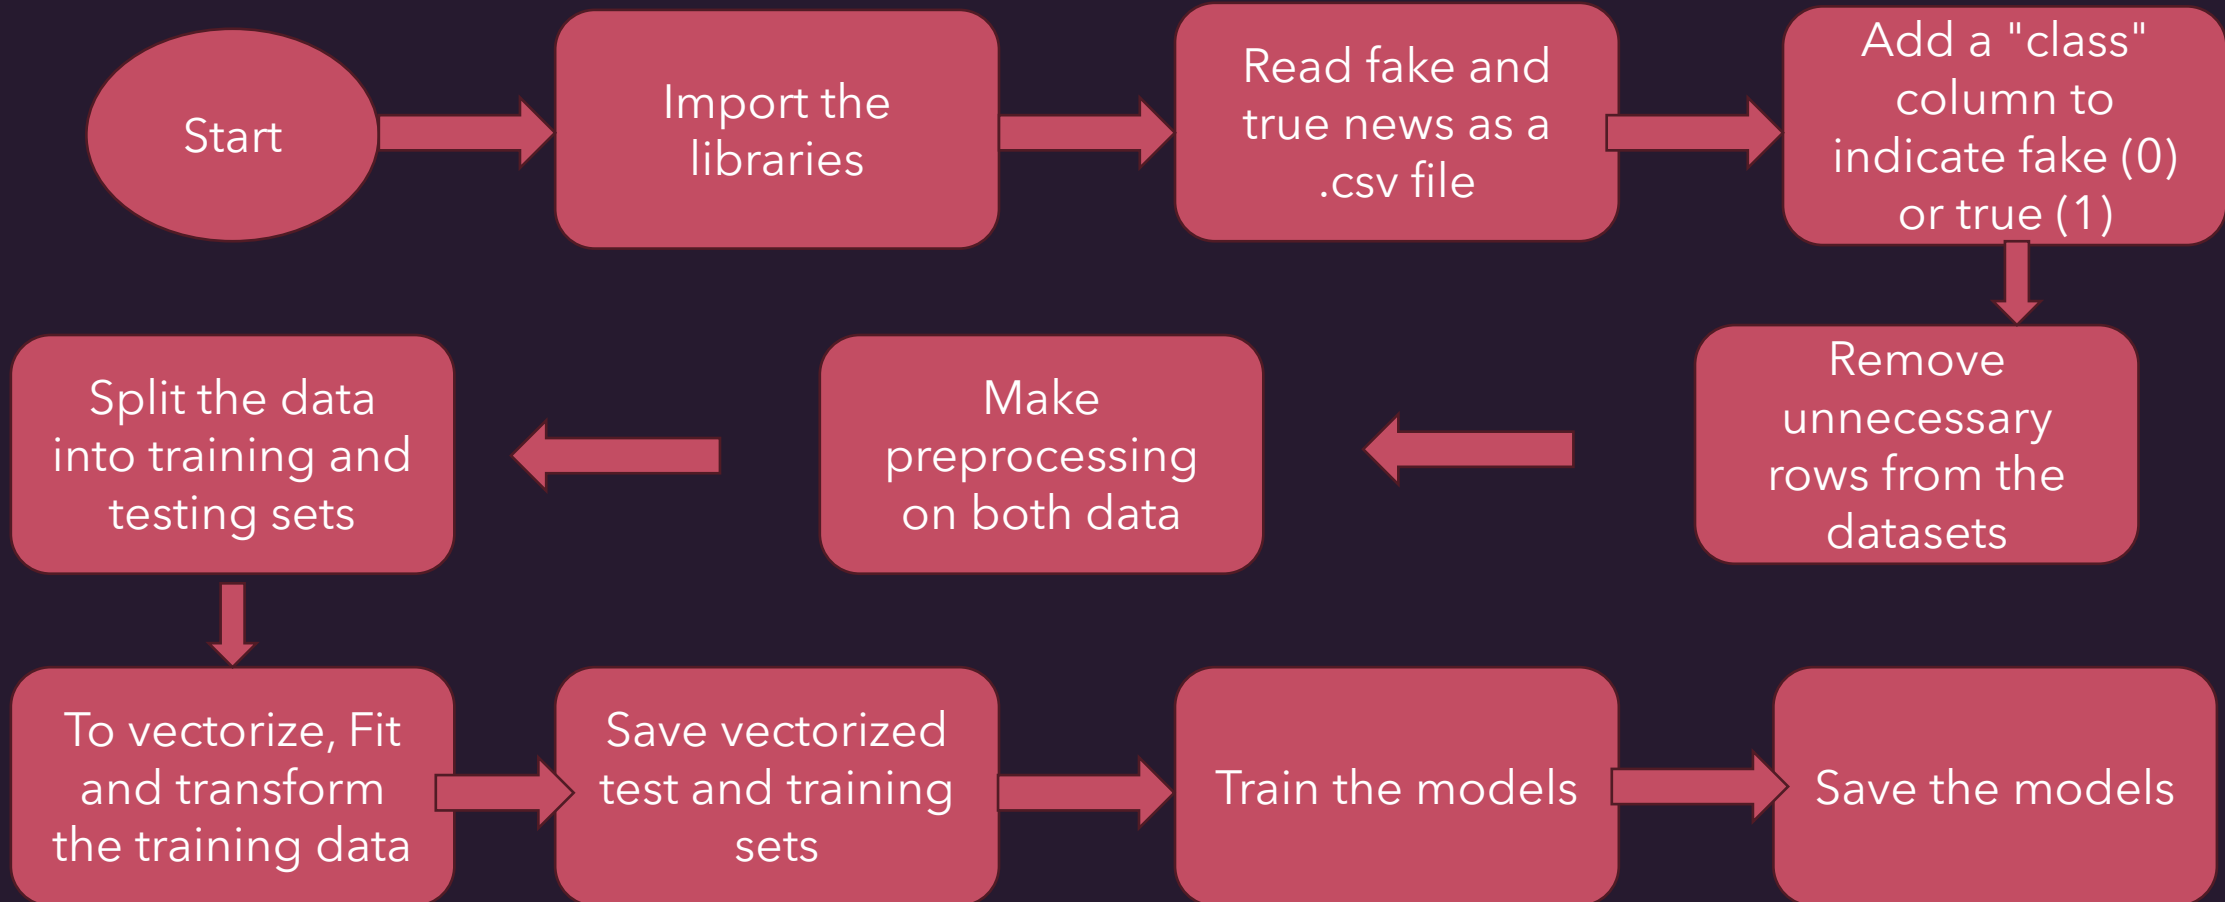 Start
Import the
libraries
Read fake and
true news as a
.csv file
Add a "class"
column to
indicate fake (0)
or true (1)
Remove
unnecessary
rows from the
datasets
Make
preprocessing
on both data
Split the data
into training and
testing sets
To vectorize, Fit
and transform
the training data
Save vectorized
test and training
sets
Train the models
Save the models